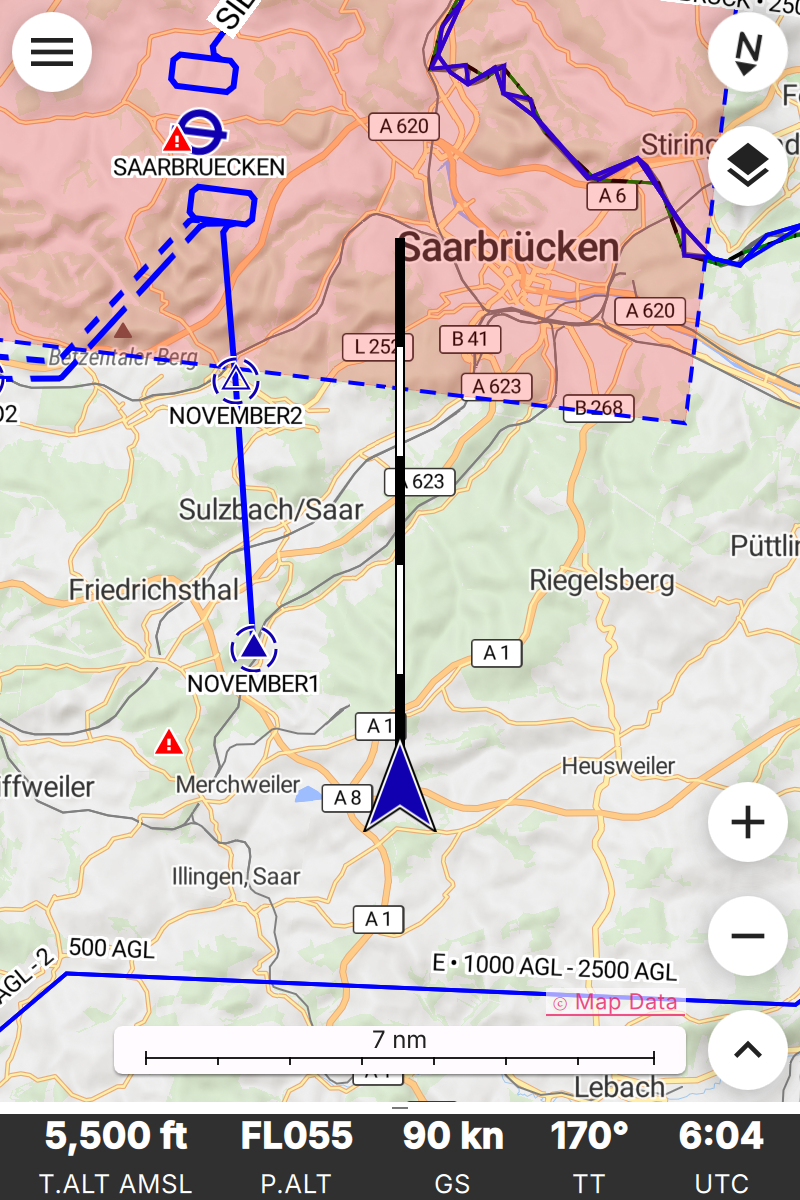 SIE
N
A 620
SAARBRUECKEN
Stiring
A 6
Saarbrücken
A 620
B 41
L 252
Betzentaler Berg
A 623
B 268
NOVEMBER2
O2
A 623
Sulzbach/Saar
Püttlin
Friedrichsthal
Riegelsberg
A 1
NOVEMBER1
A 1
Heusweiler
iffweiler
Merchweiler
A 8
Illingen, Saar
A 1
AGL - 2
500 AGL
E • 1000 AGL - 2500 AGL
© Map Data
7 nm
Lebach
5,500 ft FL055 90 kn 170° 6:04
T.ALT AMSL P.ALT GS TT UTC